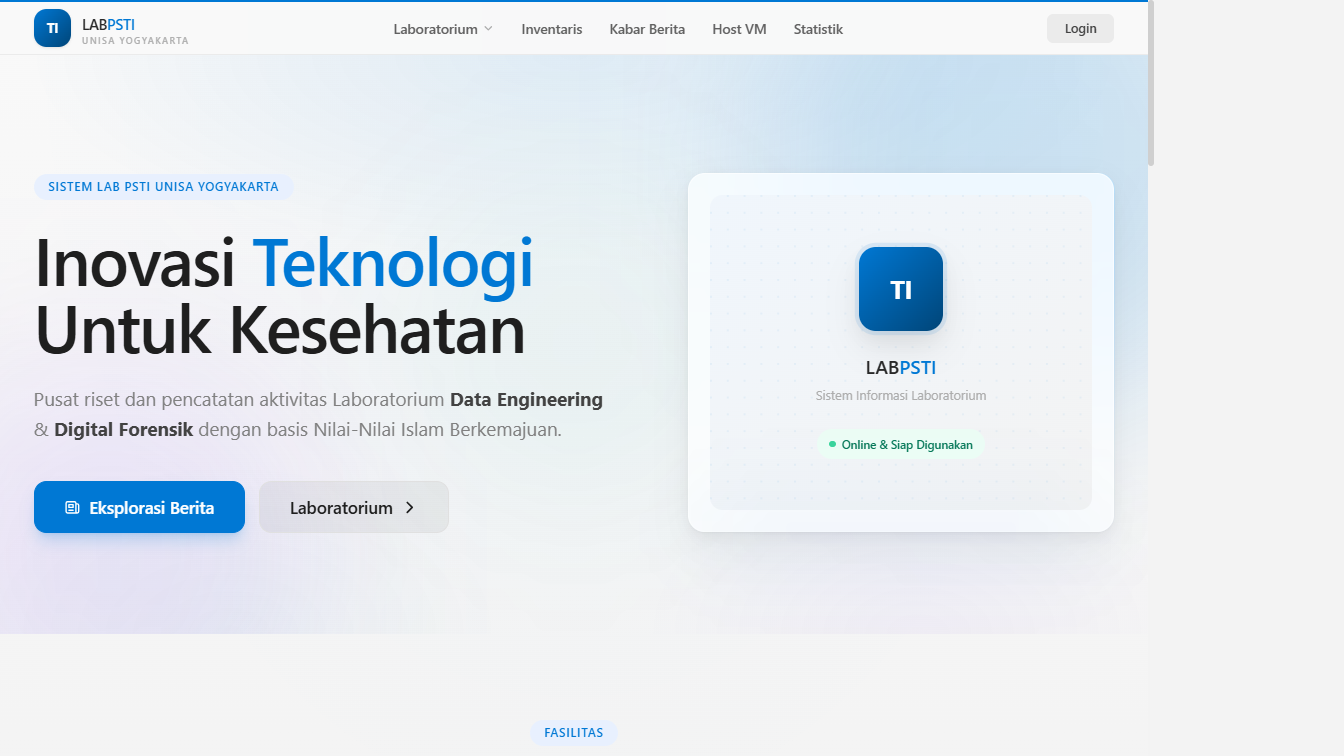 TI
LABPSTI
UNISA YOGYAKARTA
Laboratorium
Inventaris
Kabar Berita
Host VM
Statistik
Login
SISTEM LAB PSTI UNISA YOGYAKARTA
Inovasi Teknologi
Untuk Kesehatan
Pusat riset dan pencatatan aktivitas Laboratorium Data Engineering
& Digital Forensik dengan basis Nilai-Nilai Islam Berkemajuan.
Eksplorasi Berita
Laboratorium
TI
LABPSTI
Sistem Informasi Laboratorium
Online & Siap Digunakan
FASILITAS